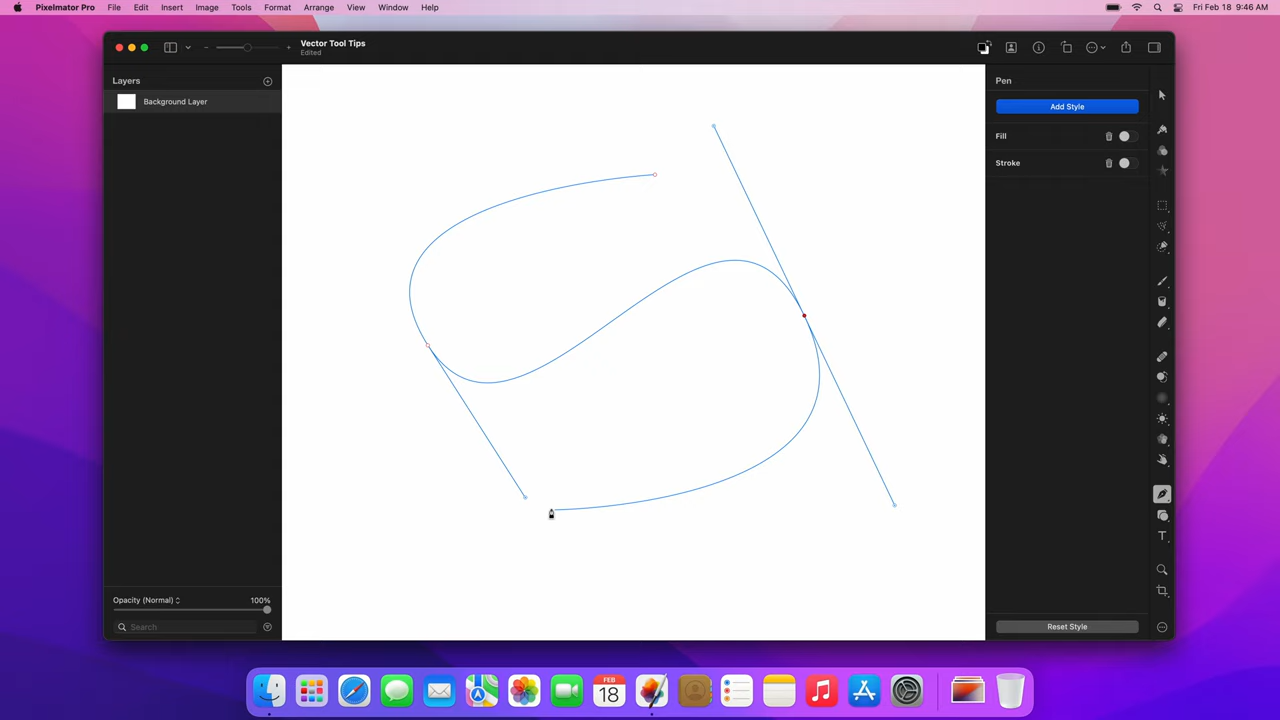 Pixelmator Pro File Edit Insert Image Tools Format Arrange View Window Help Fri Feb 18 9:46 AM
Vector Tool Tips
Edited
Layers
Background Layer
Pen
Add Style
Fill
Stroke
T
Opacity (Normal) 100%
Search
Reset Style
FEB
18